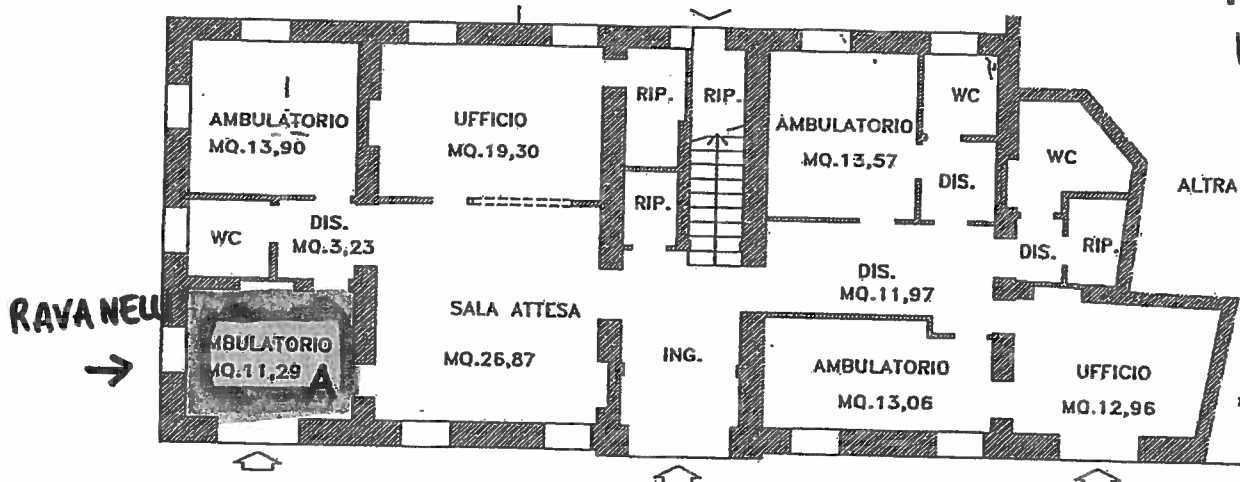 AMBULATORIO
MQ.13,90
UFFICIO
MQ.19,30
RIP.
RIP.
AMBULATORIO
MQ.13,57
WC
WC
ALTRA
DIS.
RIP.
WC
DIS.
MQ.3,23
DIS.
RIP.
DIS.
MQ.11,97
RAVANELLI
SALA ATTESA
MBULATORIO
MQ.11,29
A
MQ.26,87
ING.
AMBULATORIO
MQ.13,06
UFFICIO
MQ.12,96